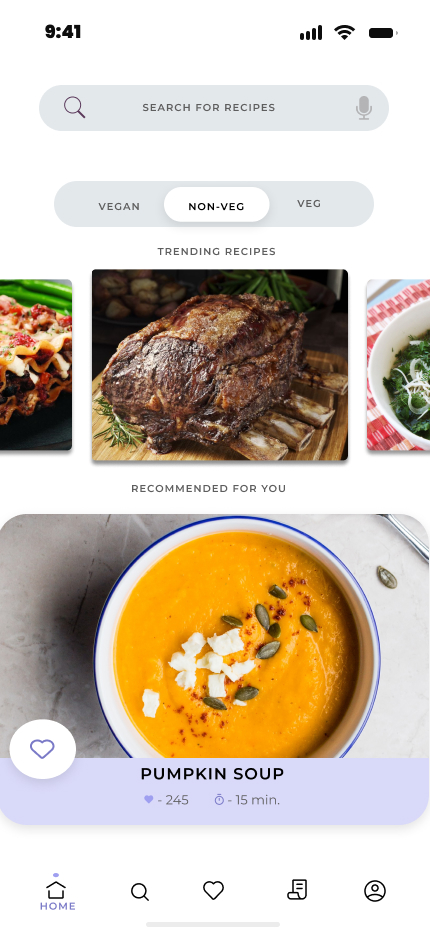 9:41
SEARCH FOR RECIPES
VEGAN NON-VEG VEG
TRENDING RECIPES
RECOMMENDED FOR YOU
PUMPKIN SOUP
- 245 - 15 min.
HOME